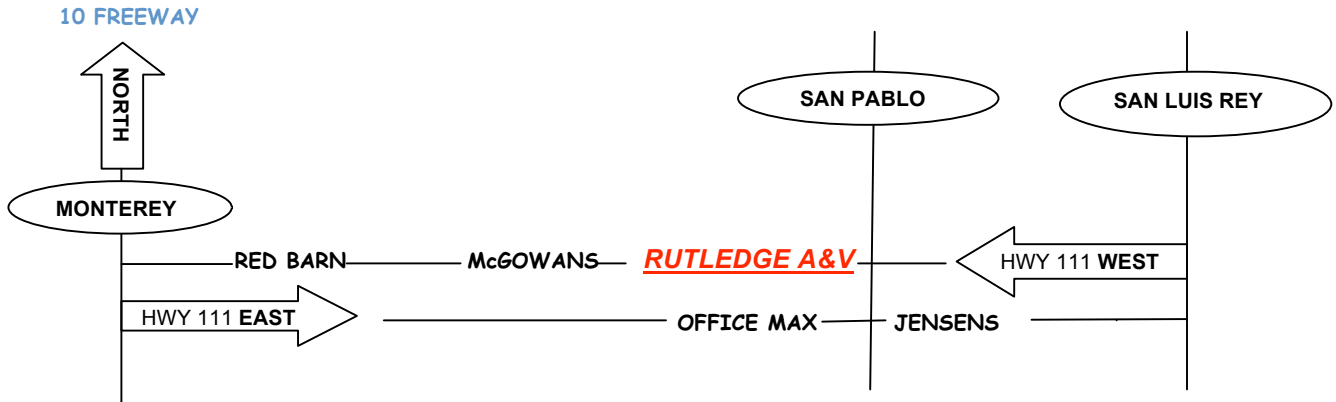 10 FREEWAY
NORTH
SAN PABLO
SAN LUIS REY
MONTEREY
RED BARN McGOWANS RUTLEDGE A&V HWY 111 WEST
HWY 111 EAST OFFICE MAX JENSENS